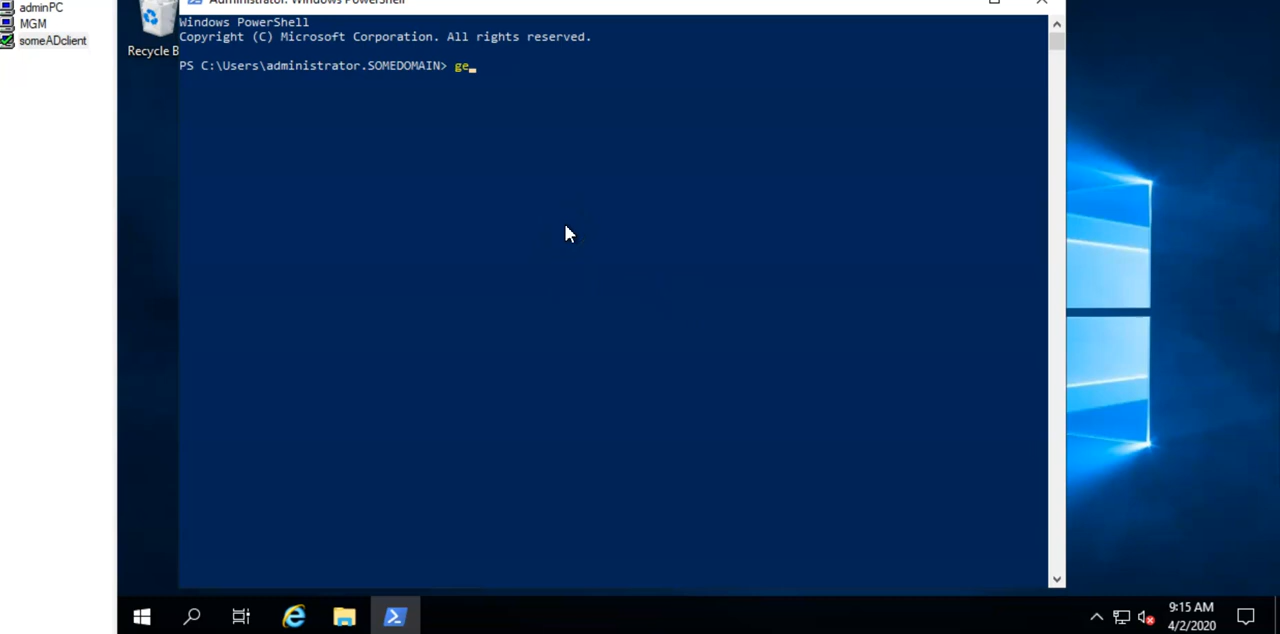 adminPC
MGM
someADclient
Recycle B
Administrator: Windows PowerShell
Windows PowerShell
Copyright (C) Microsoft Corporation. All rights reserved.
PS C:\Users\administrator.SOMEDOMAIN> ge_
9:15 AM
4/2/2020